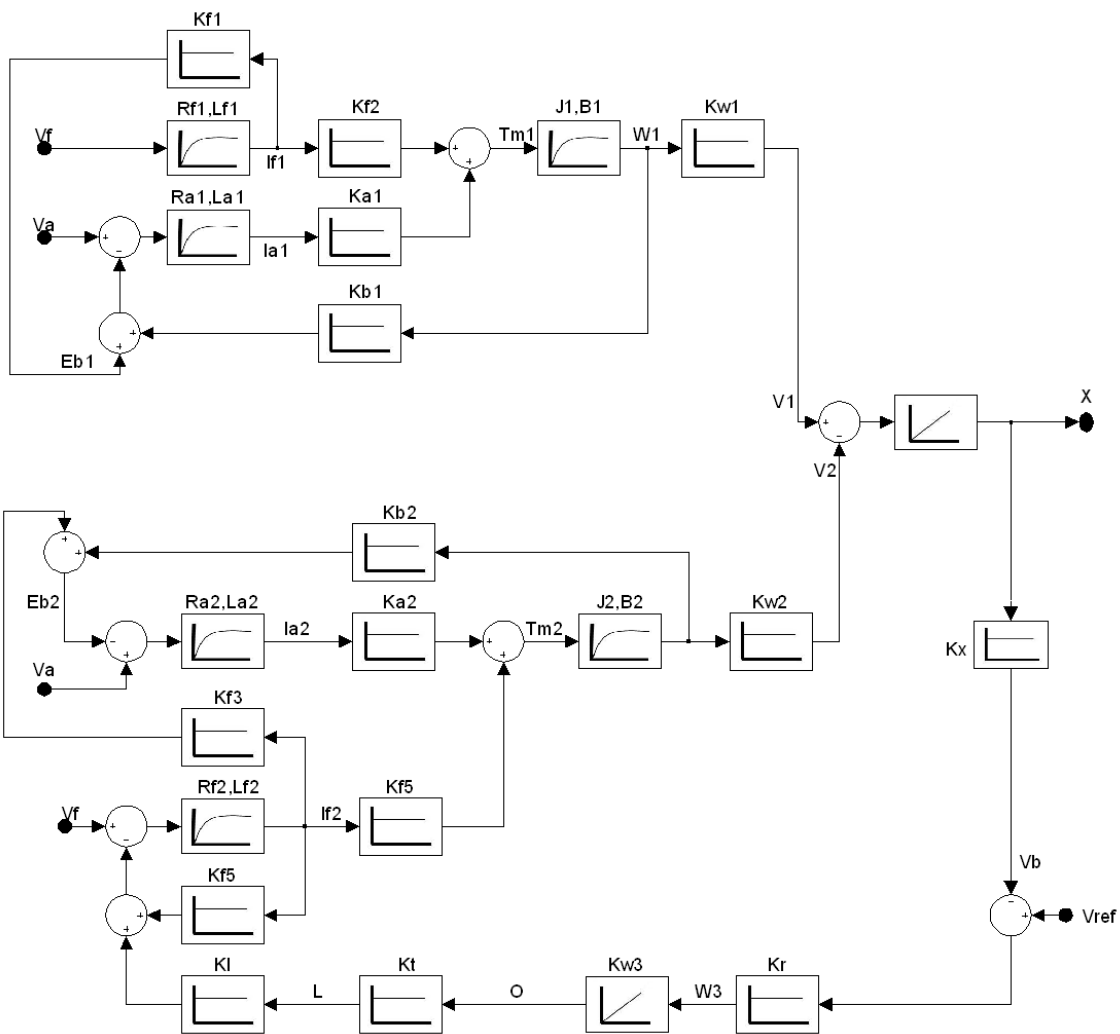 Kf1
Rf1,Lf1
Kf2
J1,B1
Kw1
Vf
If1
Tm1
W1
Ra1,La1
Ka1
Va
Ia1
Kb1
Eb1
V1
X
V2
Kb2
Eb2
Ra2,La2
Ia2
Ka2
Tm2
J2,B2
Kw2
Va
Kx
Kf3
Rf2,Lf2
Vf
If2
Kf5
Kf5
Vb
Vref
Kl
L
Kt
O
Kw3
W3
Kr